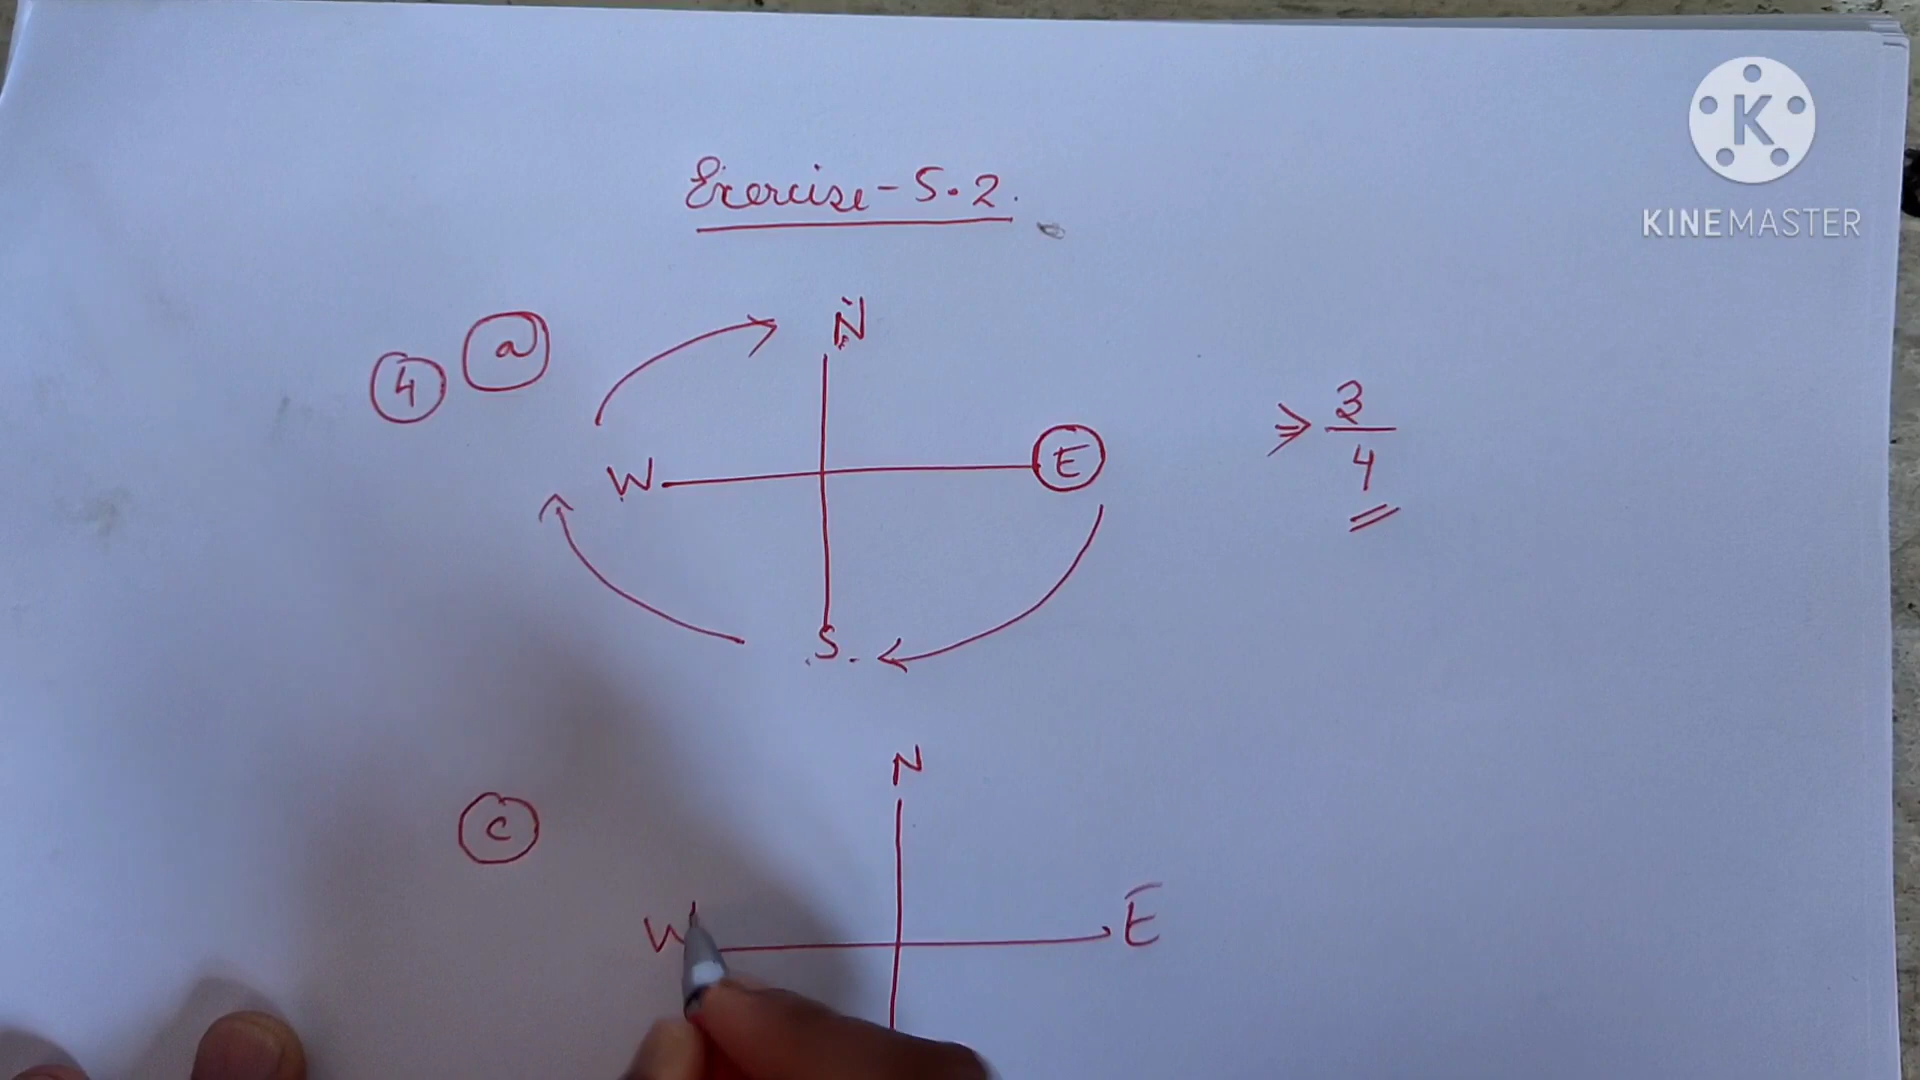 K
KINEMASTER
Exercise-5.2.
4 a
N
W E
S
⇒ 3
4
c
N
W E